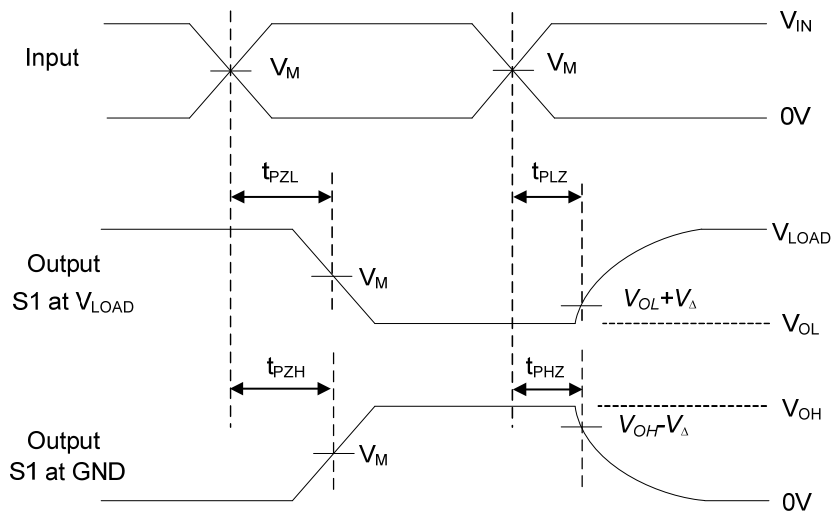 V_IN
Input
V_M
V_M
0V
t_PZL
t_PLZ
V_LOAD
Output
S1 at V_LOAD
V_M
V_OL+V_Δ
V_OL
t_PZH
t_PHZ
V_OH
Output
S1 at GND
V_M
V_OH-V_Δ
0V